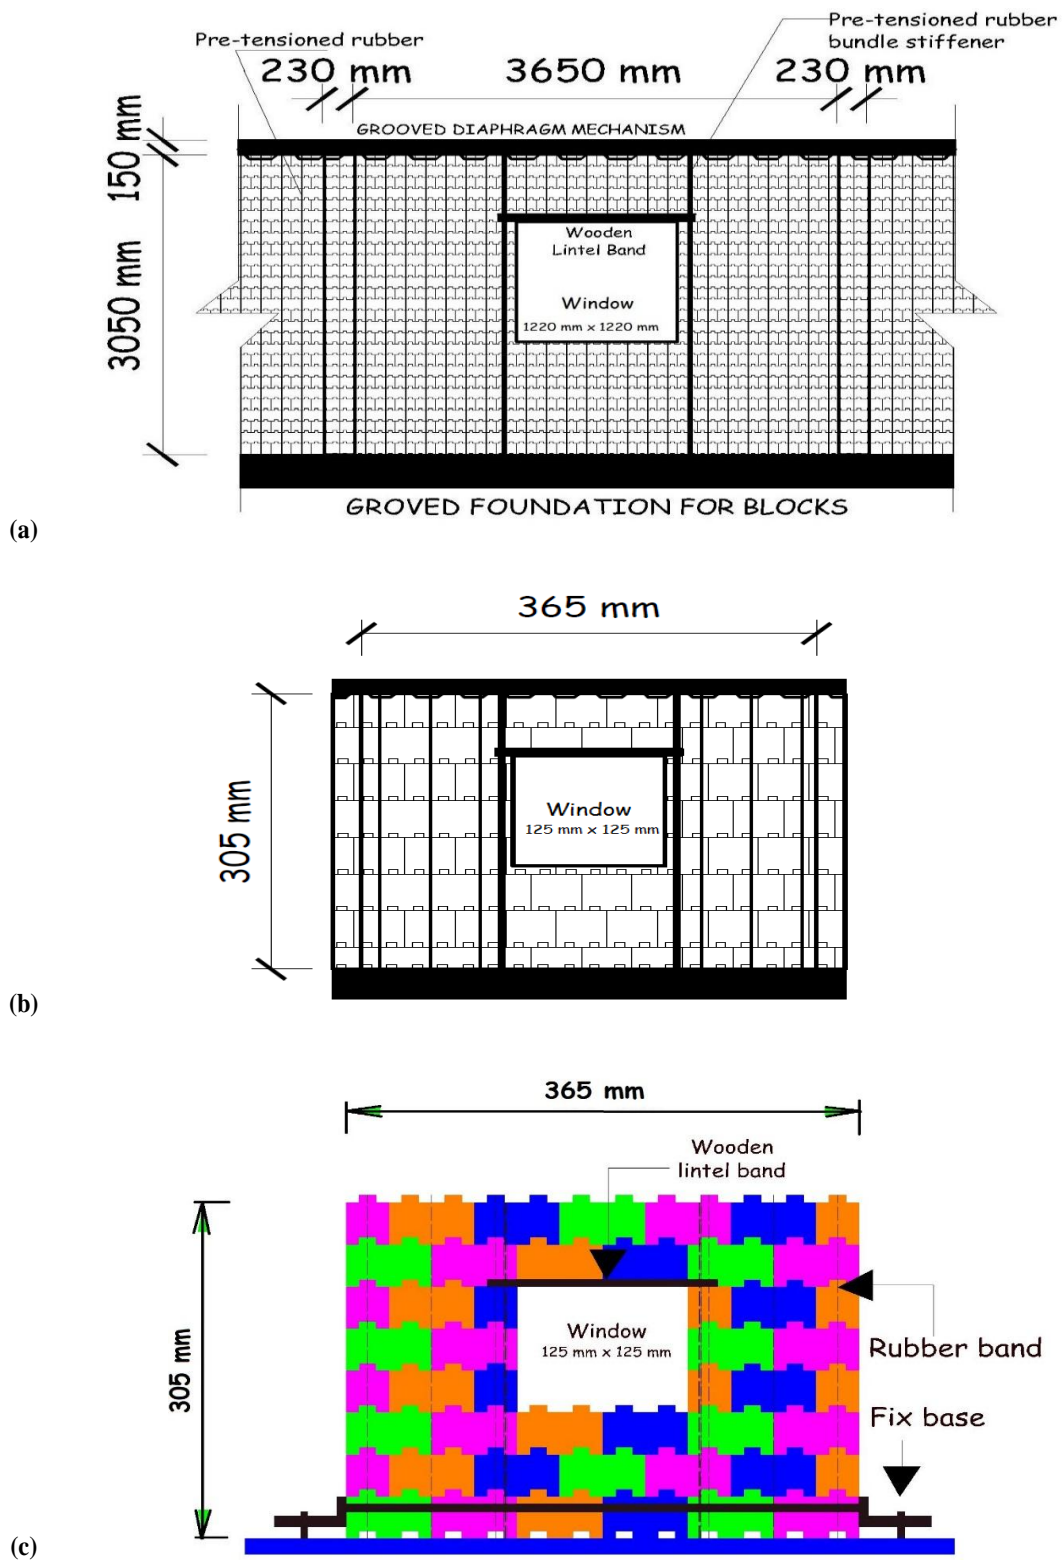 Pre-tensioned rubber
Pre-tensioned rubber
bundle stiffener
230 mm
3650 mm
230 mm
GROOVED DIAPHRAGM MECHANISM
150 mm
3050 mm
Wooden
Lintel Band
Window
1220 mm x 1220 mm
GROVED FOUNDATION FOR BLOCKS
(a)
365 mm
305 mm
Window
125 mm x 125 mm
(b)
365 mm
Wooden
lintel band
305 mm
Window
125 mm x 125 mm
Rubber band
Fix base
(c)